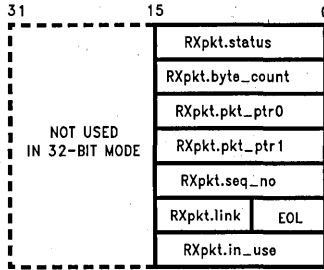 31 15 0
RXpkt.status
RXpkt.byte_count
RXpkt.pkt_ptr0
RXpkt.pkt_ptr1
NOT USED
IN 32-BIT MODE
RXpkt.seq_no
RXpkt.link EOL
RXpkt.in_use